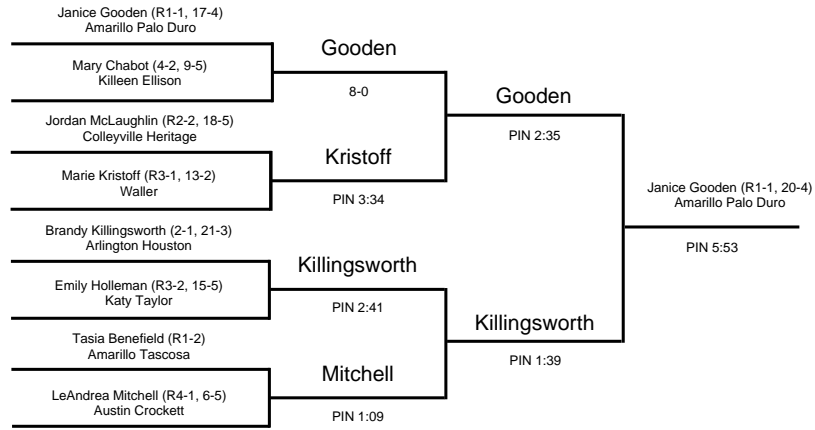 Janice Gooden (R1-1, 17-4)
Amarillo Palo Duro
Mary Chabot (4-2, 9-5)
Killeen Ellison
Jordan McLaughlin (R2-2, 18-5)
Colleyville Heritage
Marie Kristoff (R3-1, 13-2)
Waller
Brandy Killingsworth (2-1, 21-3)
Arlington Houston
Emily Holleman (R3-2, 15-5)
Katy Taylor
Tasia Benefield (R1-2)
Amarillo Tascosa
LeAndrea Mitchell (R4-1, 6-5)
Austin Crockett
Gooden
8-0
Kristoff
PIN 3:34
Killingsworth
PIN 2:41
Mitchell
PIN 1:09
Gooden
PIN 2:35
Killingsworth
PIN 1:39
Janice Gooden (R1-1, 20-4)
Amarillo Palo Duro
PIN 5:53